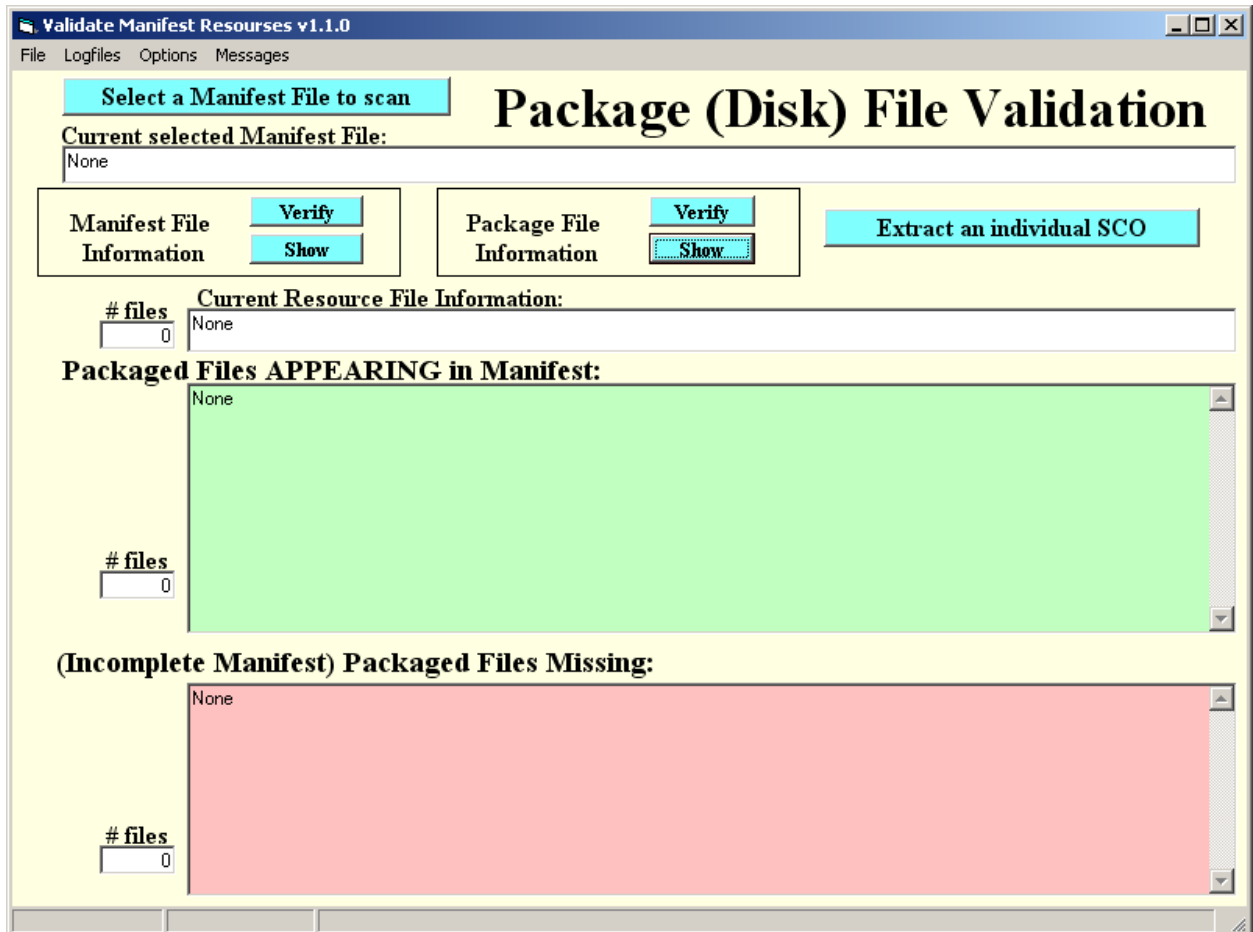 Validate Manifest Resourses v1.1.0
File Logfiles Options Messages
Select a Manifest File to scan
Package (Disk) File Validation
Current selected Manifest File:
None
Manifest File
Information
Verify
Show
Package File
Information
Verify
Show
Extract an individual SCO
# files
0
Current Resource File Information:
None
Packaged Files APPEARING in Manifest:
None
# files
0
(Incomplete Manifest) Packaged Files Missing:
None
# files
0